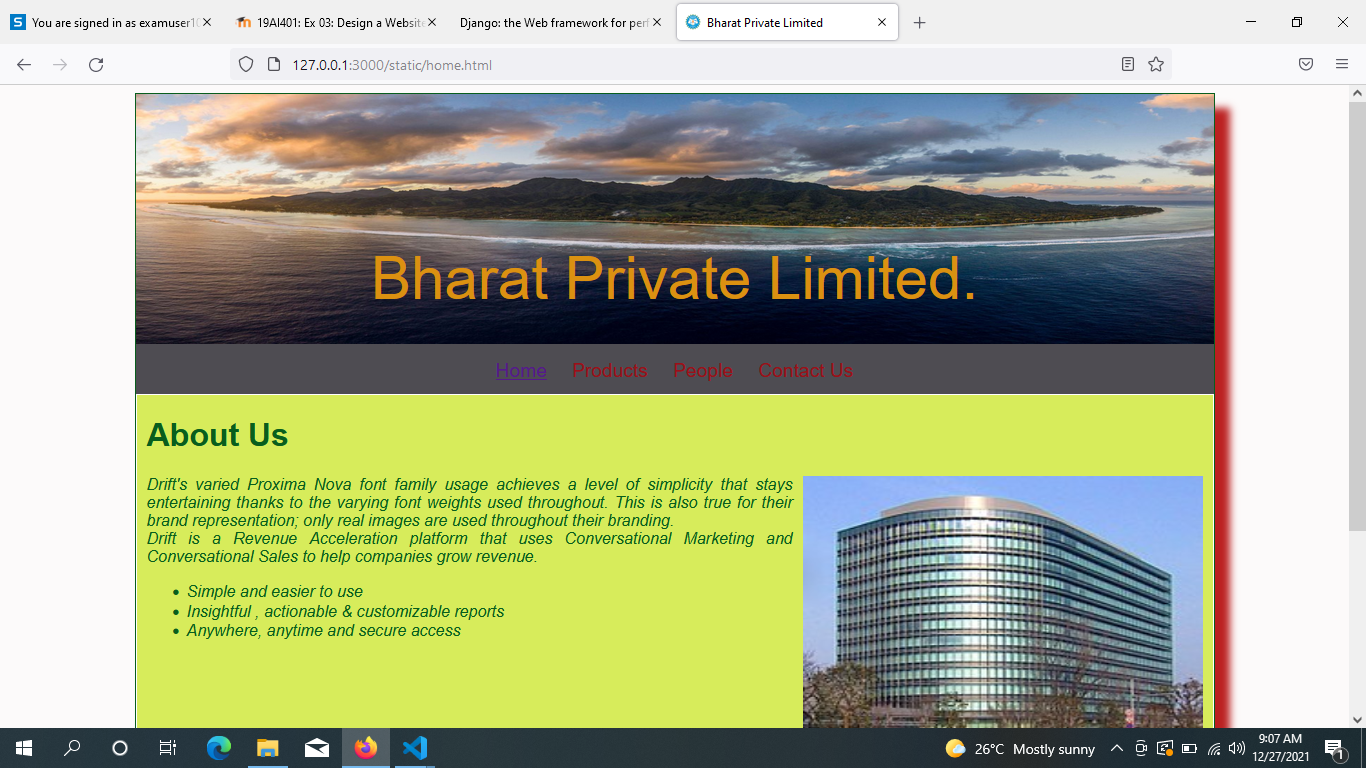 You are signed in as examuser10
19AI401: Ex 03: Design a Website
Django: the Web framework for perf
Bharat Private Limited
127.0.0.1:3000/static/home.html
Bharat Private Limited.
Home Products People Contact Us
About Us
Drift's varied Proxima Nova font family usage achieves a level of simplicity that stays
entertaining thanks to the varying font weights used throughout. This is also true for their
brand representation; only real images are used throughout their branding.
Drift is a Revenue Acceleration platform that uses Conversational Marketing and
Conversational Sales to help companies grow revenue.
• Simple and easier to use
• Insightful , actionable & customizable reports
• Anywhere, anytime and secure access
26°C Mostly sunny
9:07 AM
12/27/2021
1